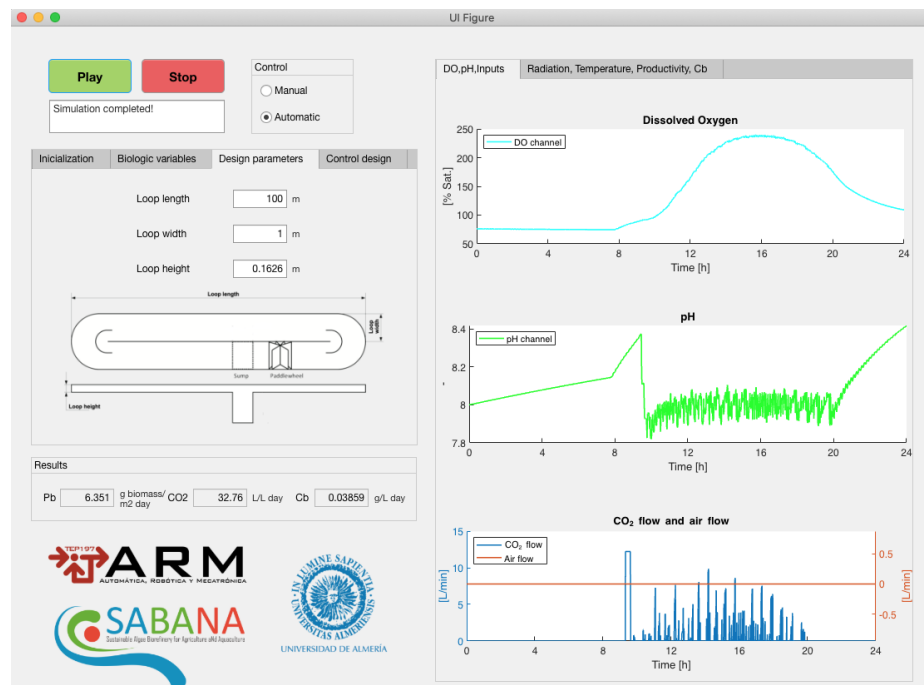 UI Figure
Play
Stop
Simulation completed!
Control
Manual
Automatic
Inicialization
Biologic variables
Design parameters
Control design
Loop length
100
m
Loop width
1
m
Loop height
0.1626
m
Loop length
Loop width
Sump
Paddlewheel
Loop height
Results
Pb
6.351
g biomass/
m2 day
CO2
32.76
L/L day
Cb
0.03859
g/L day
TEP197
ARM
AUTOMÁTICA, ROBÓTICA Y MECATRÓNICA
SABANA
Sustainable Algae Biorefinery for Agriculture aNd Aquaculture
IN LUMINE SAPIENTIA
UNIVERSITAS ALMERIENSIS
UNIVERSIDAD DE ALMERÍA
DO,pH,Inputs
Radiation, Temperature, Productivity, Cb
Dissolved Oxygen
DO channel
[% Sat.]
250
200
150
100
50
0 4 8 12 16 20 24
Time [h]
pH
pH channel
-
8.4
8.2
8
7.8
0 4 8 12 16 20 24
Time [h]
CO₂ flow and air flow
CO₂ flow
Air flow
[L/min]
15
10
5
0
0.5
0
-0.5
[L/min]
0 4 8 12 16 20 24
Time [h]